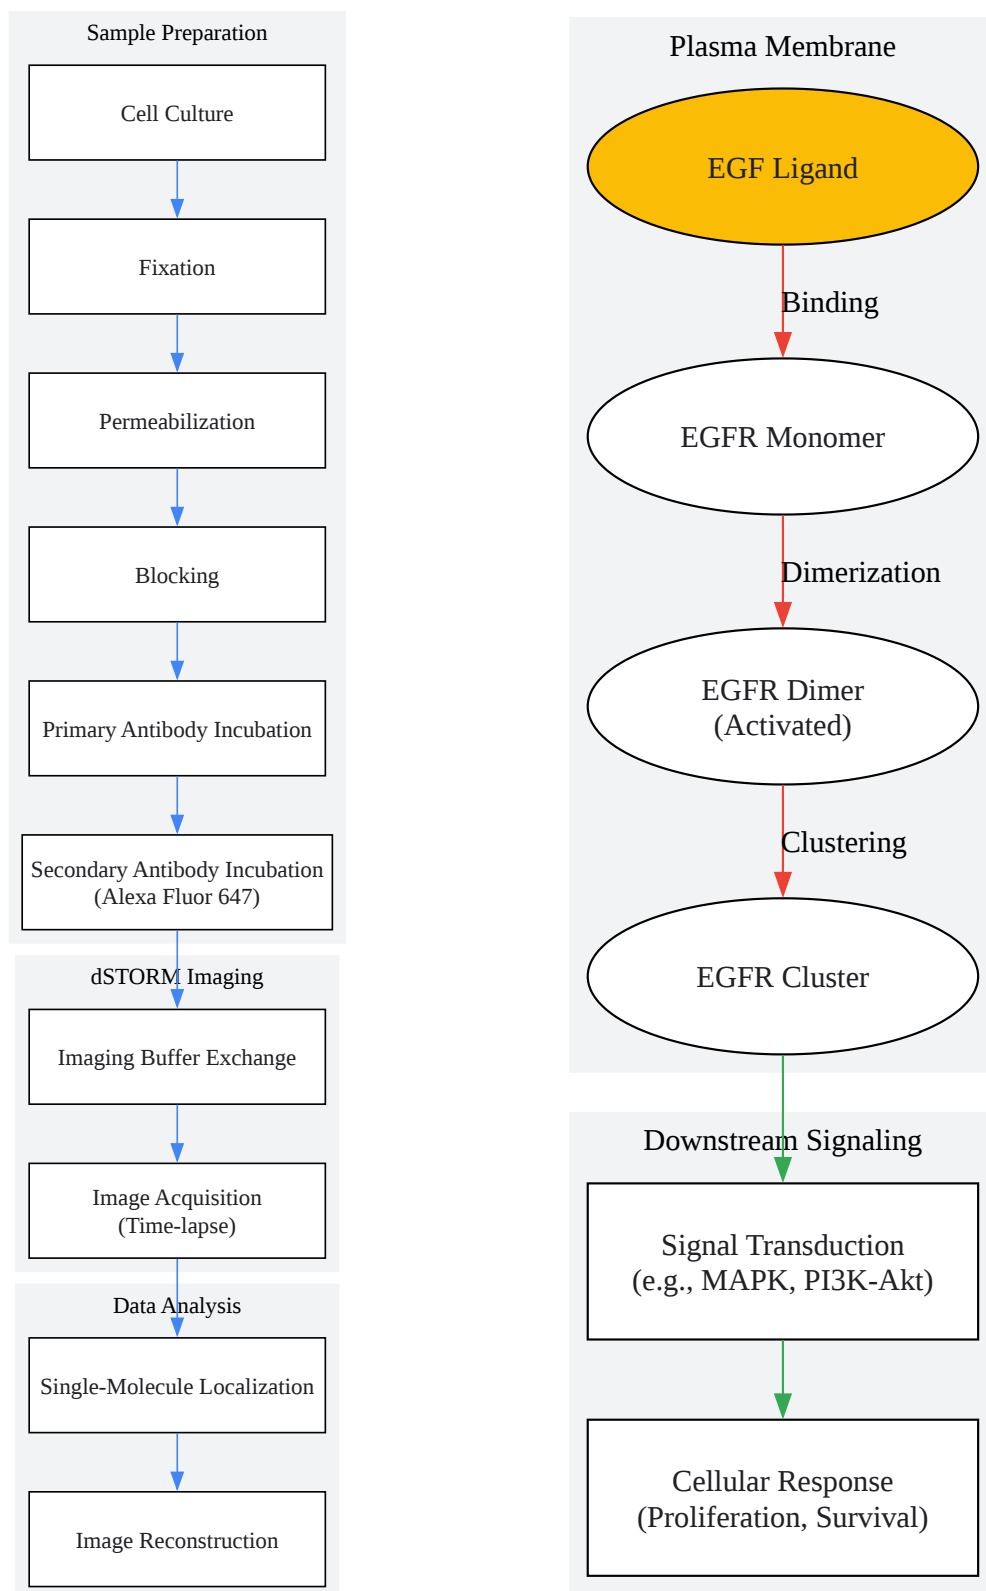 Sample Preparation
Cell Culture
Fixation
Permeabilization
Blocking
Primary Antibody Incubation
Secondary Antibody Incubation
(Alexa Fluor 647)
dSTORM Imaging
Imaging Buffer Exchange
Image Acquisition
(Time-lapse)
Data Analysis
Single-Molecule Localization
Image Reconstruction
Plasma Membrane
EGF Ligand
Binding
EGFR Monomer
Dimerization
EGFR Dimer
(Activated)
Clustering
EGFR Cluster
Downstream Signaling
Signal Transduction
(e.g., MAPK, PI3K-Akt)
Cellular Response
(Proliferation, Survival)